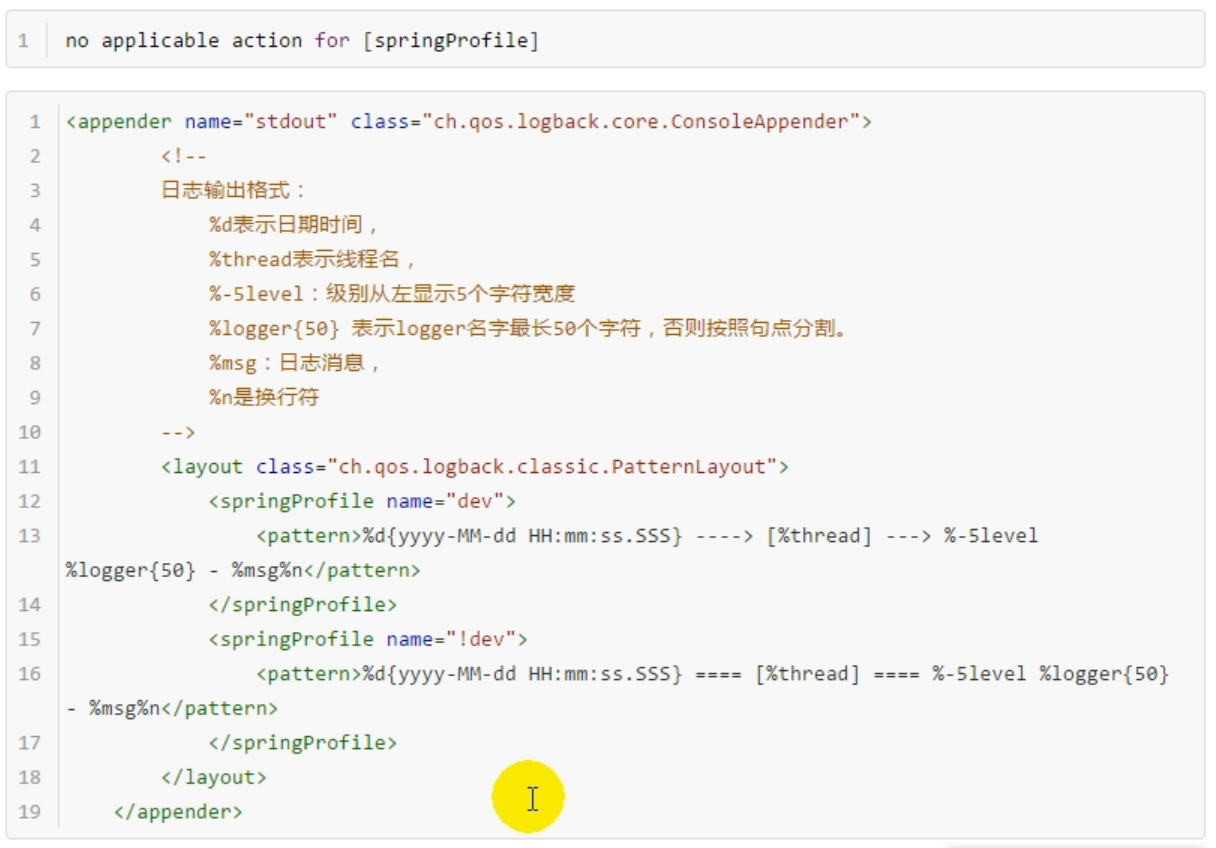 1 no applicable action for [springProfile]
1 <appender name="stdout" class="ch.qos.logback.core.ConsoleAppender">
2 <!--
3 日志输出格式：
4 %d表示日期时间，
5 %thread表示线程名，
6 %-5level：级别从左显示5个字符宽度
7 %logger{50} 表示logger名字最长50个字符，否则按照句点分割。
8 %msg：日志消息，
9 %n是换行符
10 -->
11 <layout class="ch.qos.logback.classic.PatternLayout">
12 <springProfile name="dev">
13 <pattern>%d{yyyy-MM-dd HH:mm:ss.SSS} ----> [%thread] ---> %-5level
%logger{50} - %msg%n</pattern>
14 </springProfile>
15 <springProfile name="!dev">
16 <pattern>%d{yyyy-MM-dd HH:mm:ss.SSS} ==== [%thread] ==== %-5level %logger{50}
- %msg%n</pattern>
17 </springProfile>
18 </layout>
19 </appender>